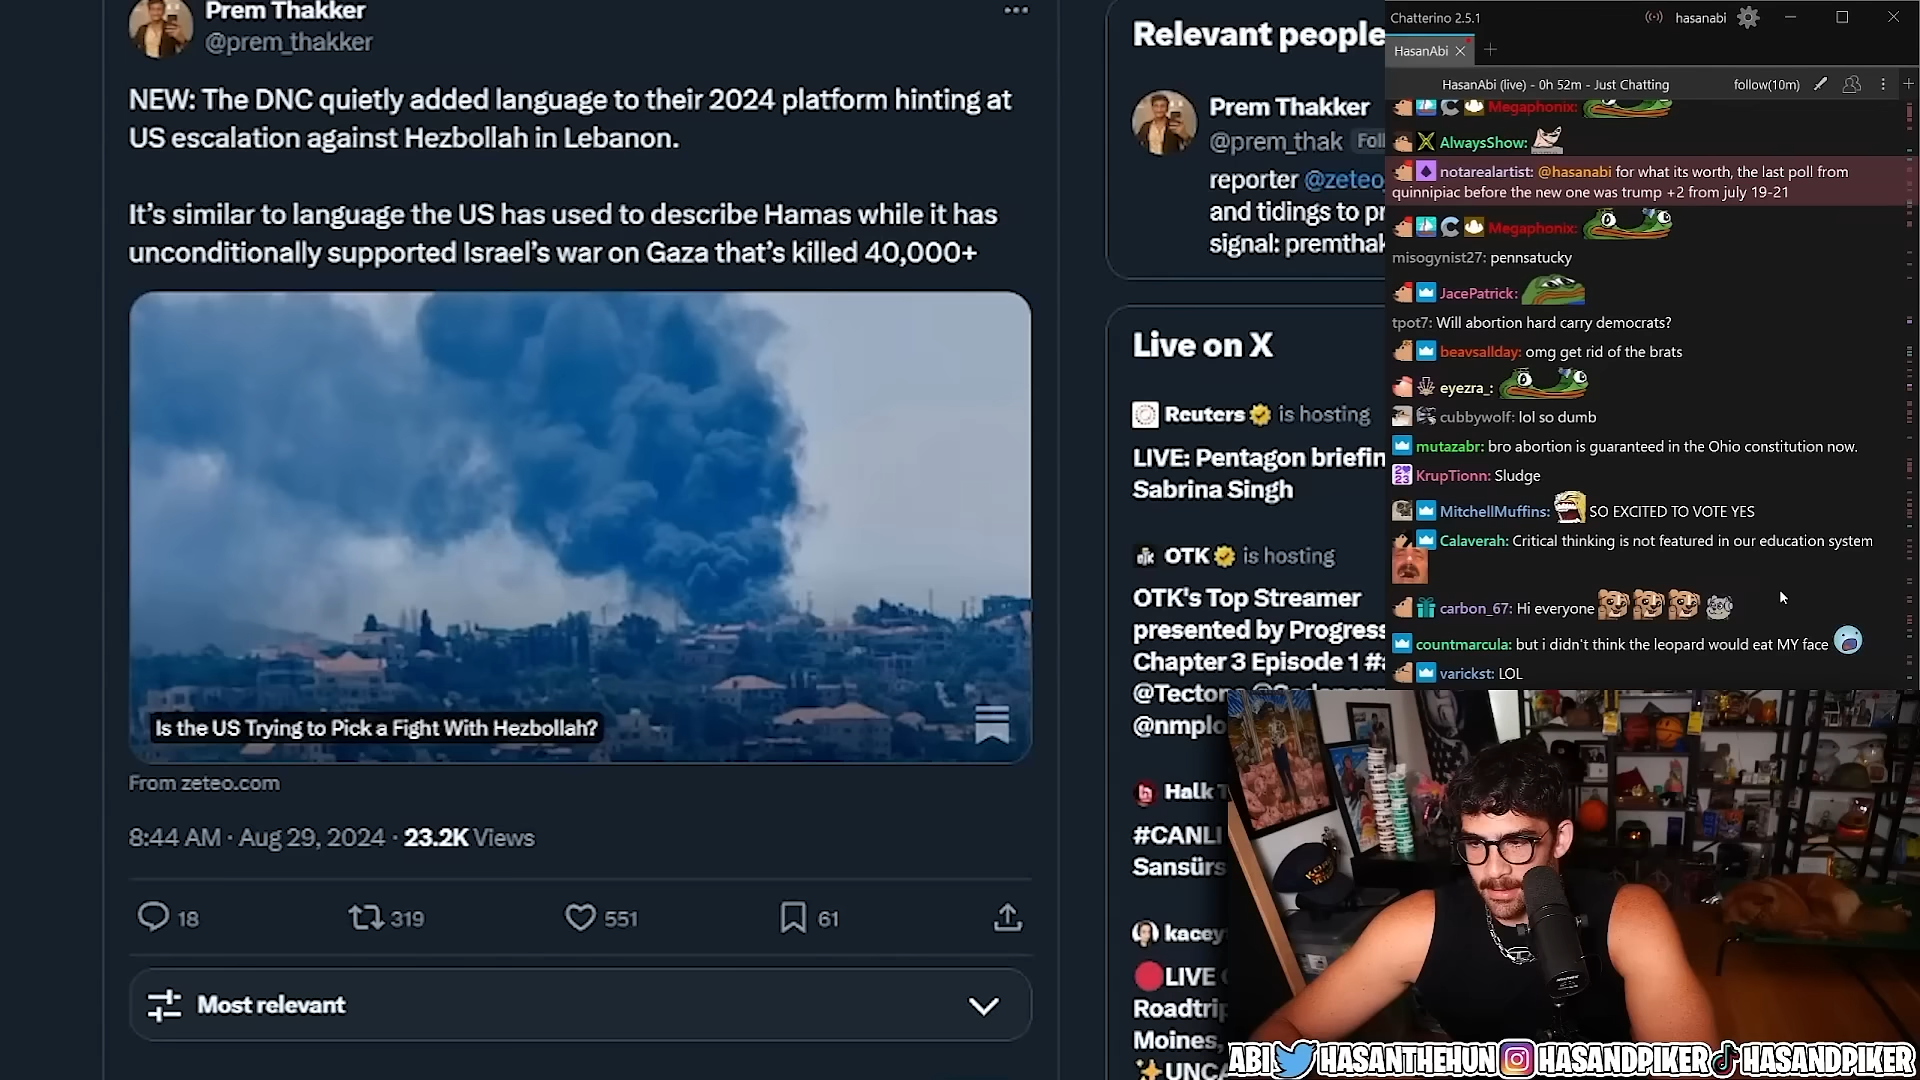 Prem Thakker
@prem_thakker
NEW: The DNC quietly added language to their 2024 platform hinting at
US escalation against Hezbollah in Lebanon.
It's similar to language the US has used to describe Hamas while it has
unconditionally supported Israel's war on Gaza that's killed 40,000+
Is the US Trying to Pick a Fight With Hezbollah?
From zeteo.com
8:44 AM · Aug 29, 2024 · 23.2K Views
18
319
551
61
Most relevant
Relevant people
Prem Thakker
@prem_thak Foll
reporter @zeteo
and tidings to pr
signal: premthak
Live on X
Reuters is hosting
LIVE: Pentagon briefin
Sabrina Singh
OTK is hosting
OTK's Top Streamer
presented by Progress
Chapter 3 Episode 1 #a
@nmplo
Halk T
#CANLI
Sansürs
kacey
LIVE
Roadtrip
Moines,
UNCA
Chatterino 2.5.1
hasanabi
HasanAbi
HasanAbi (live) - 0h 52m - Just Chatting
follow(10m)
Megaphonix:
AlwaysShow:
notarealartist: @hasanabi for what its worth, the last poll from
quinnipiac before the new one was trump +2 from july 19-21
Megaphonix:
misogynist27: pennsatucky
JacePatrick:
tpot7: Will abortion hard carry democrats?
beavsallday: omg get rid of the brats
eyezra_:
cubbywolf: lol so dumb
mutazabr: bro abortion is guaranteed in the Ohio constitution now.
KrupTionn: Sludge
MitchellMuffins: SO EXCITED TO VOTE YES
Calaverah: Critical thinking is not featured in our education system
carbon_67: Hi everyone
countmarcula: but i didn't think the leopard would eat MY face
varickst: LOL
ABI HASANTHEHUN HASANDPIKER HASANDPIKER